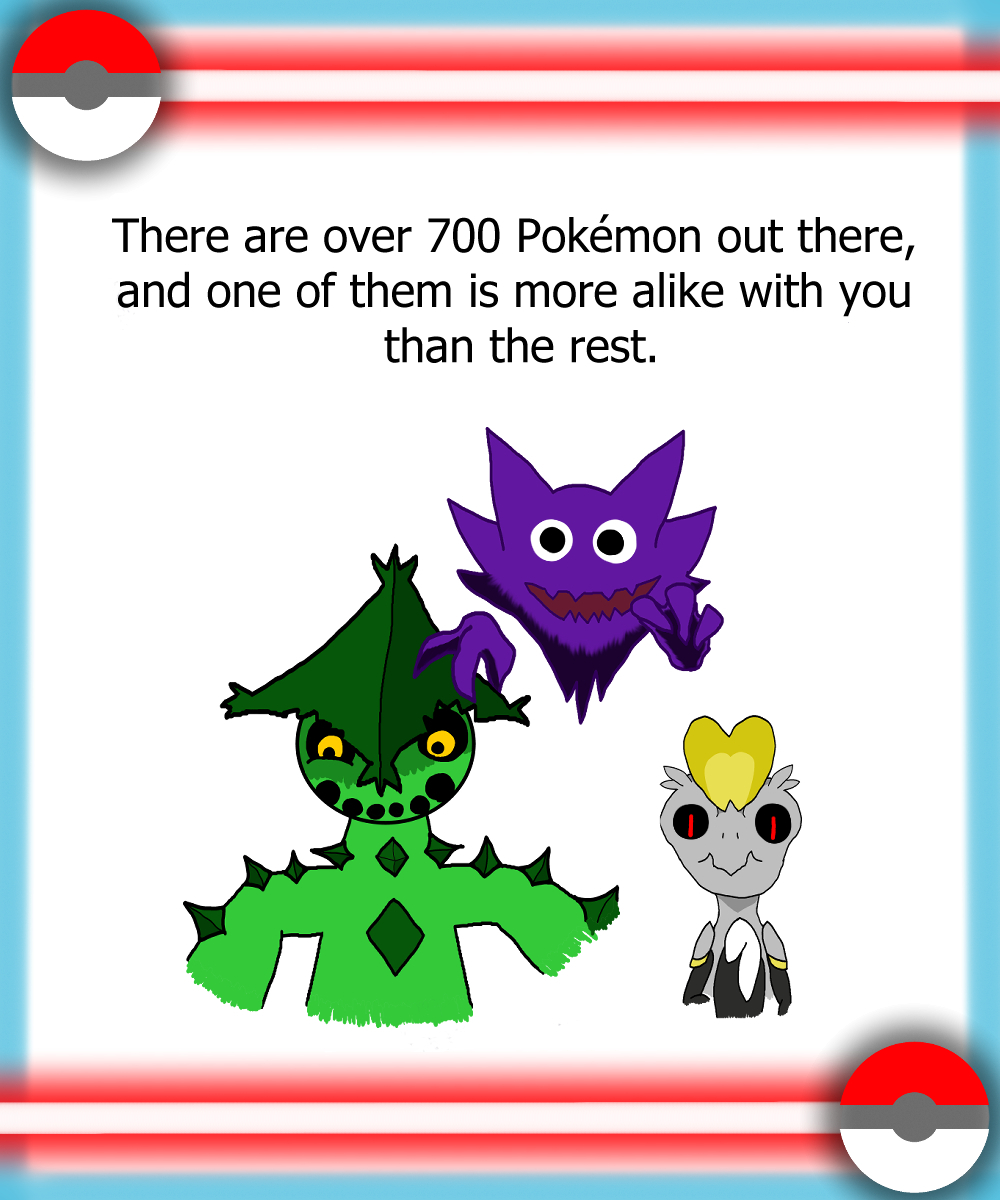 There are over 700 Pokémon out there,
and one of them is more alike with you
than the rest.